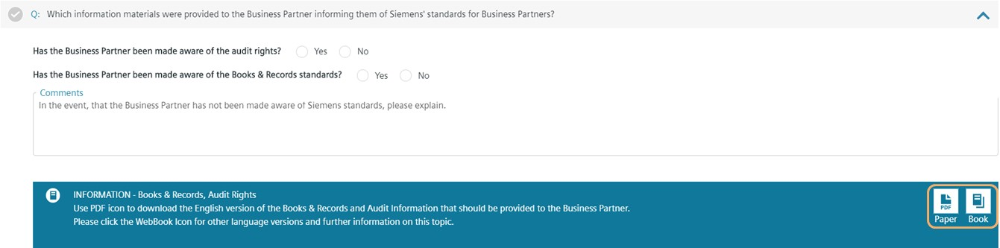 Q: Which information materials were provided to the Business Partner informing them of Siemens' standards for Business Partners?
Has the Business Partner been made aware of the audit rights? Yes No
Has the Business Partner been made aware of the Books & Records standards? Yes No
Comments
In the event, that the Business Partner has not been made aware of Siemens standards, please explain.
INFORMATION - Books & Records, Audit Rights
Use PDF icon to download the English version of the Books & Records and Audit Information that should be provided to the Business Partner.
Please click the WebBook Icon for other language versions and further information on this topic.
PDF
Paper Book